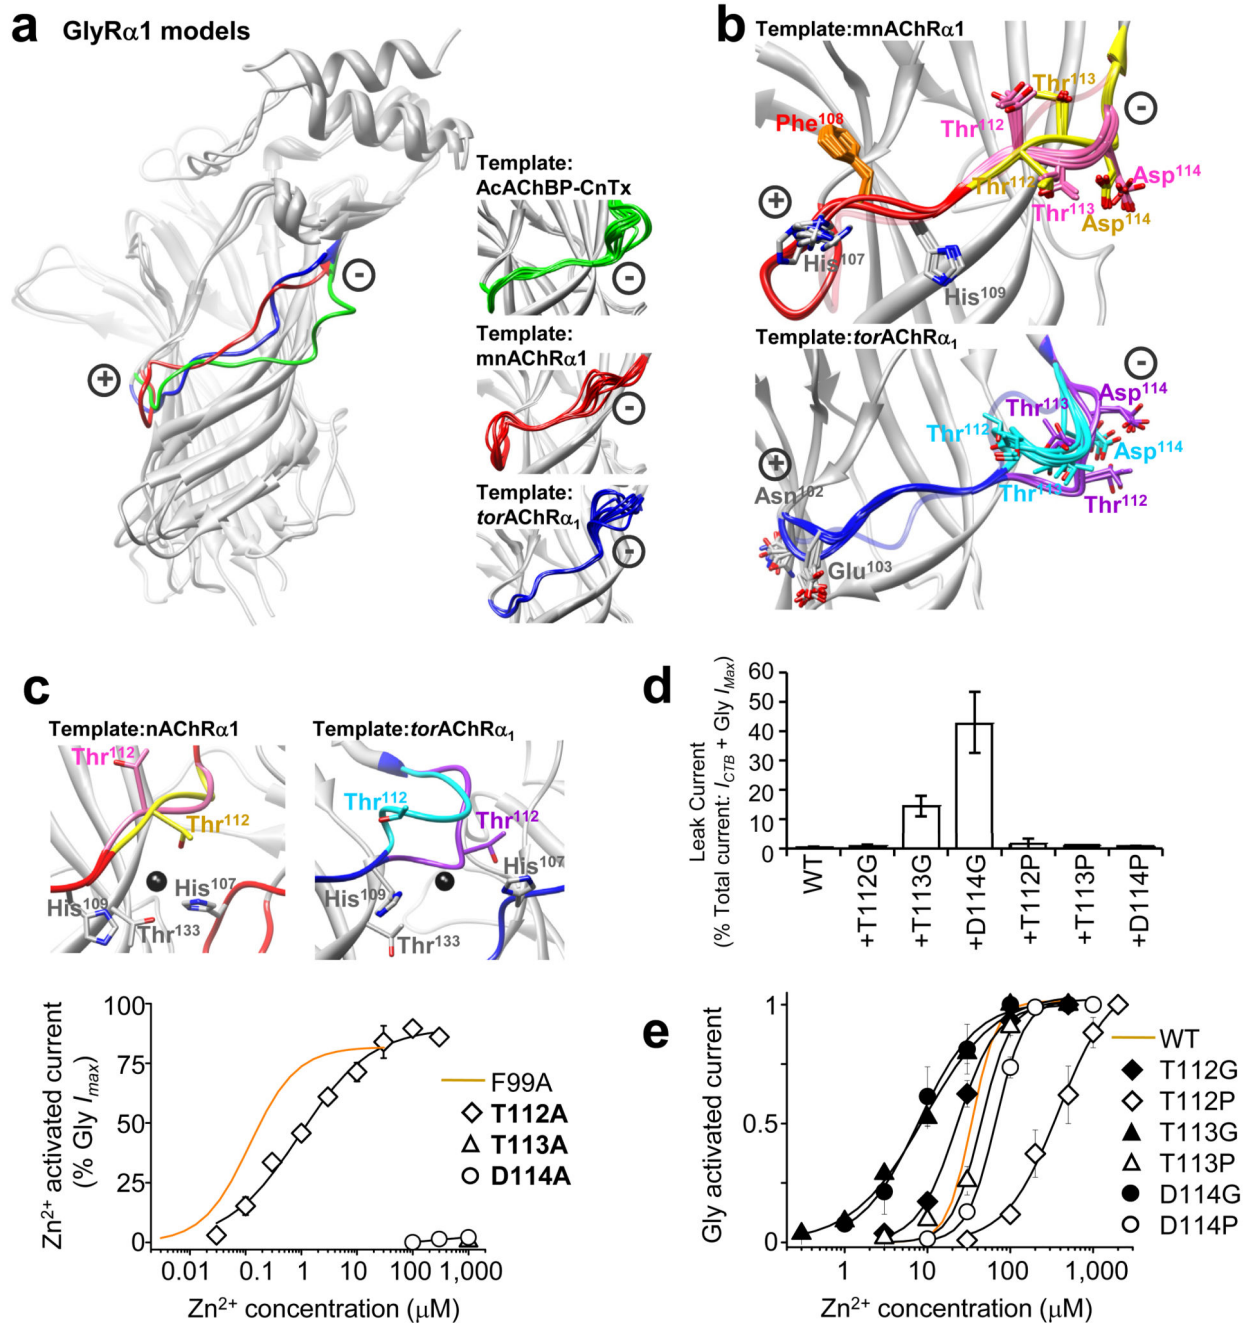 a GlyRα1 models
Template:
AcAChBP-CnTx
-
Template:
mnAChRα1
-
Template:
torAChRα₁
-
+
-
b Template:mnAChRα1
Thr¹¹³
Phe¹⁰⁸
Thr¹¹²
-
Asp¹¹⁴
Thr¹¹²
Thr¹¹³
Asp¹¹⁴
+
His¹⁰⁷
His¹⁰⁹
Template:torAChRα₁
-
Thr¹¹³
Asp¹¹⁴
Thr¹¹²
Asp¹¹⁴
+
Asn¹⁰²
Thr¹¹³
Thr¹¹²
Glu¹⁰³
c
Template:nAChRα1
Thr¹¹²
Thr¹¹²
His¹⁰⁷
His¹⁰⁹
Thr¹³³
Template:torAChRα₁
Thr¹¹²
Thr¹¹²
His¹⁰⁷
His¹⁰⁹
Thr¹³³
Zn²⁺ activated current
(% Gly Imax)
100
75
50
25
0
F99A
T112A
T113A
D114A
0.01 0.1 1 10 100 1,000
Zn²⁺ concentration (μM)
d
Leak Current
(% Total current: ICTB + Gly IMax)
60
50
40
30
20
10
0
WT
+T112G
+T113G
+D114G
+T112P
+T113P
+D114P
e
Gly activated current
1
0.5
0
WT
T112G
T112P
T113G
T113P
D114G
D114P
1 10 100 1,000
Zn²⁺ concentration (μM)